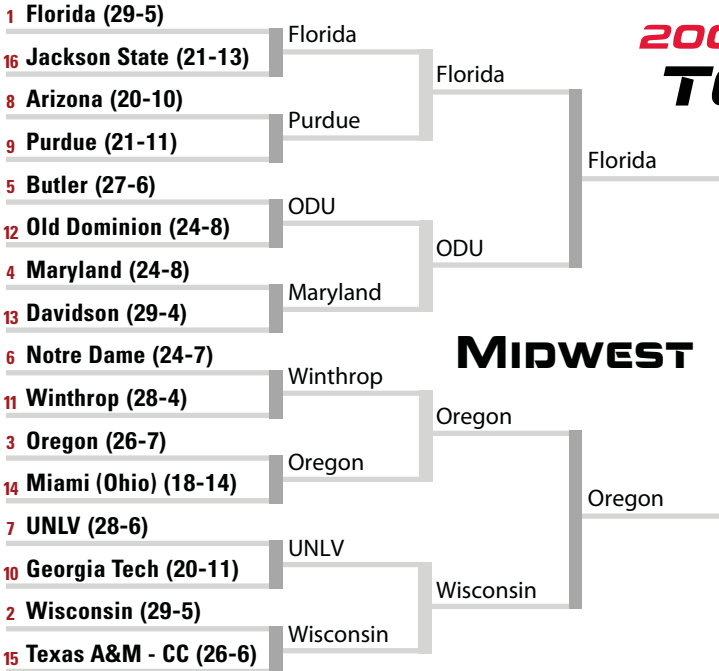 1 Florida (29-5)
16 Jackson State (21-13)
8 Arizona (20-10)
9 Purdue (21-11)
5 Butler (27-6)
12 Old Dominion (24-8)
4 Maryland (24-8)
13 Davidson (29-4)
6 Notre Dame (24-7)
11 Winthrop (28-4)
3 Oregon (26-7)
14 Miami (Ohio) (18-14)
7 UNLV (28-6)
10 Georgia Tech (20-11)
2 Wisconsin (29-5)
15 Texas A&M - CC (26-6)
Florida
Purdue
ODU
Maryland
Winthrop
Oregon
UNLV
Wisconsin
Florida
ODU
Oregon
Wisconsin
Florida
Oregon
MIDWEST